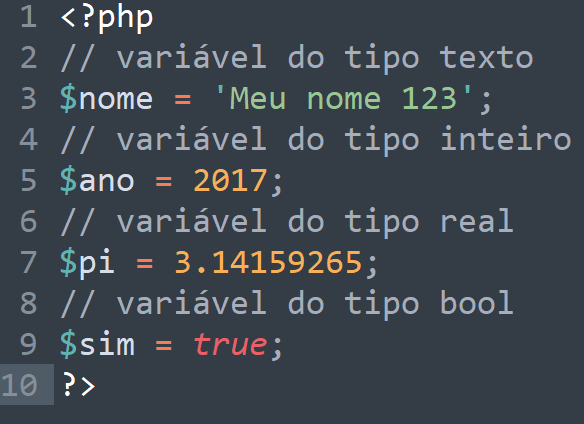 1 <?php
2 // variável do tipo texto
3 $nome = 'Meu nome 123';
4 // variável do tipo inteiro
5 $ano = 2017;
6 // variável do tipo real
7 $pi = 3.14159265;
8 // variável do tipo bool
9 $sim = true;
10 ?>